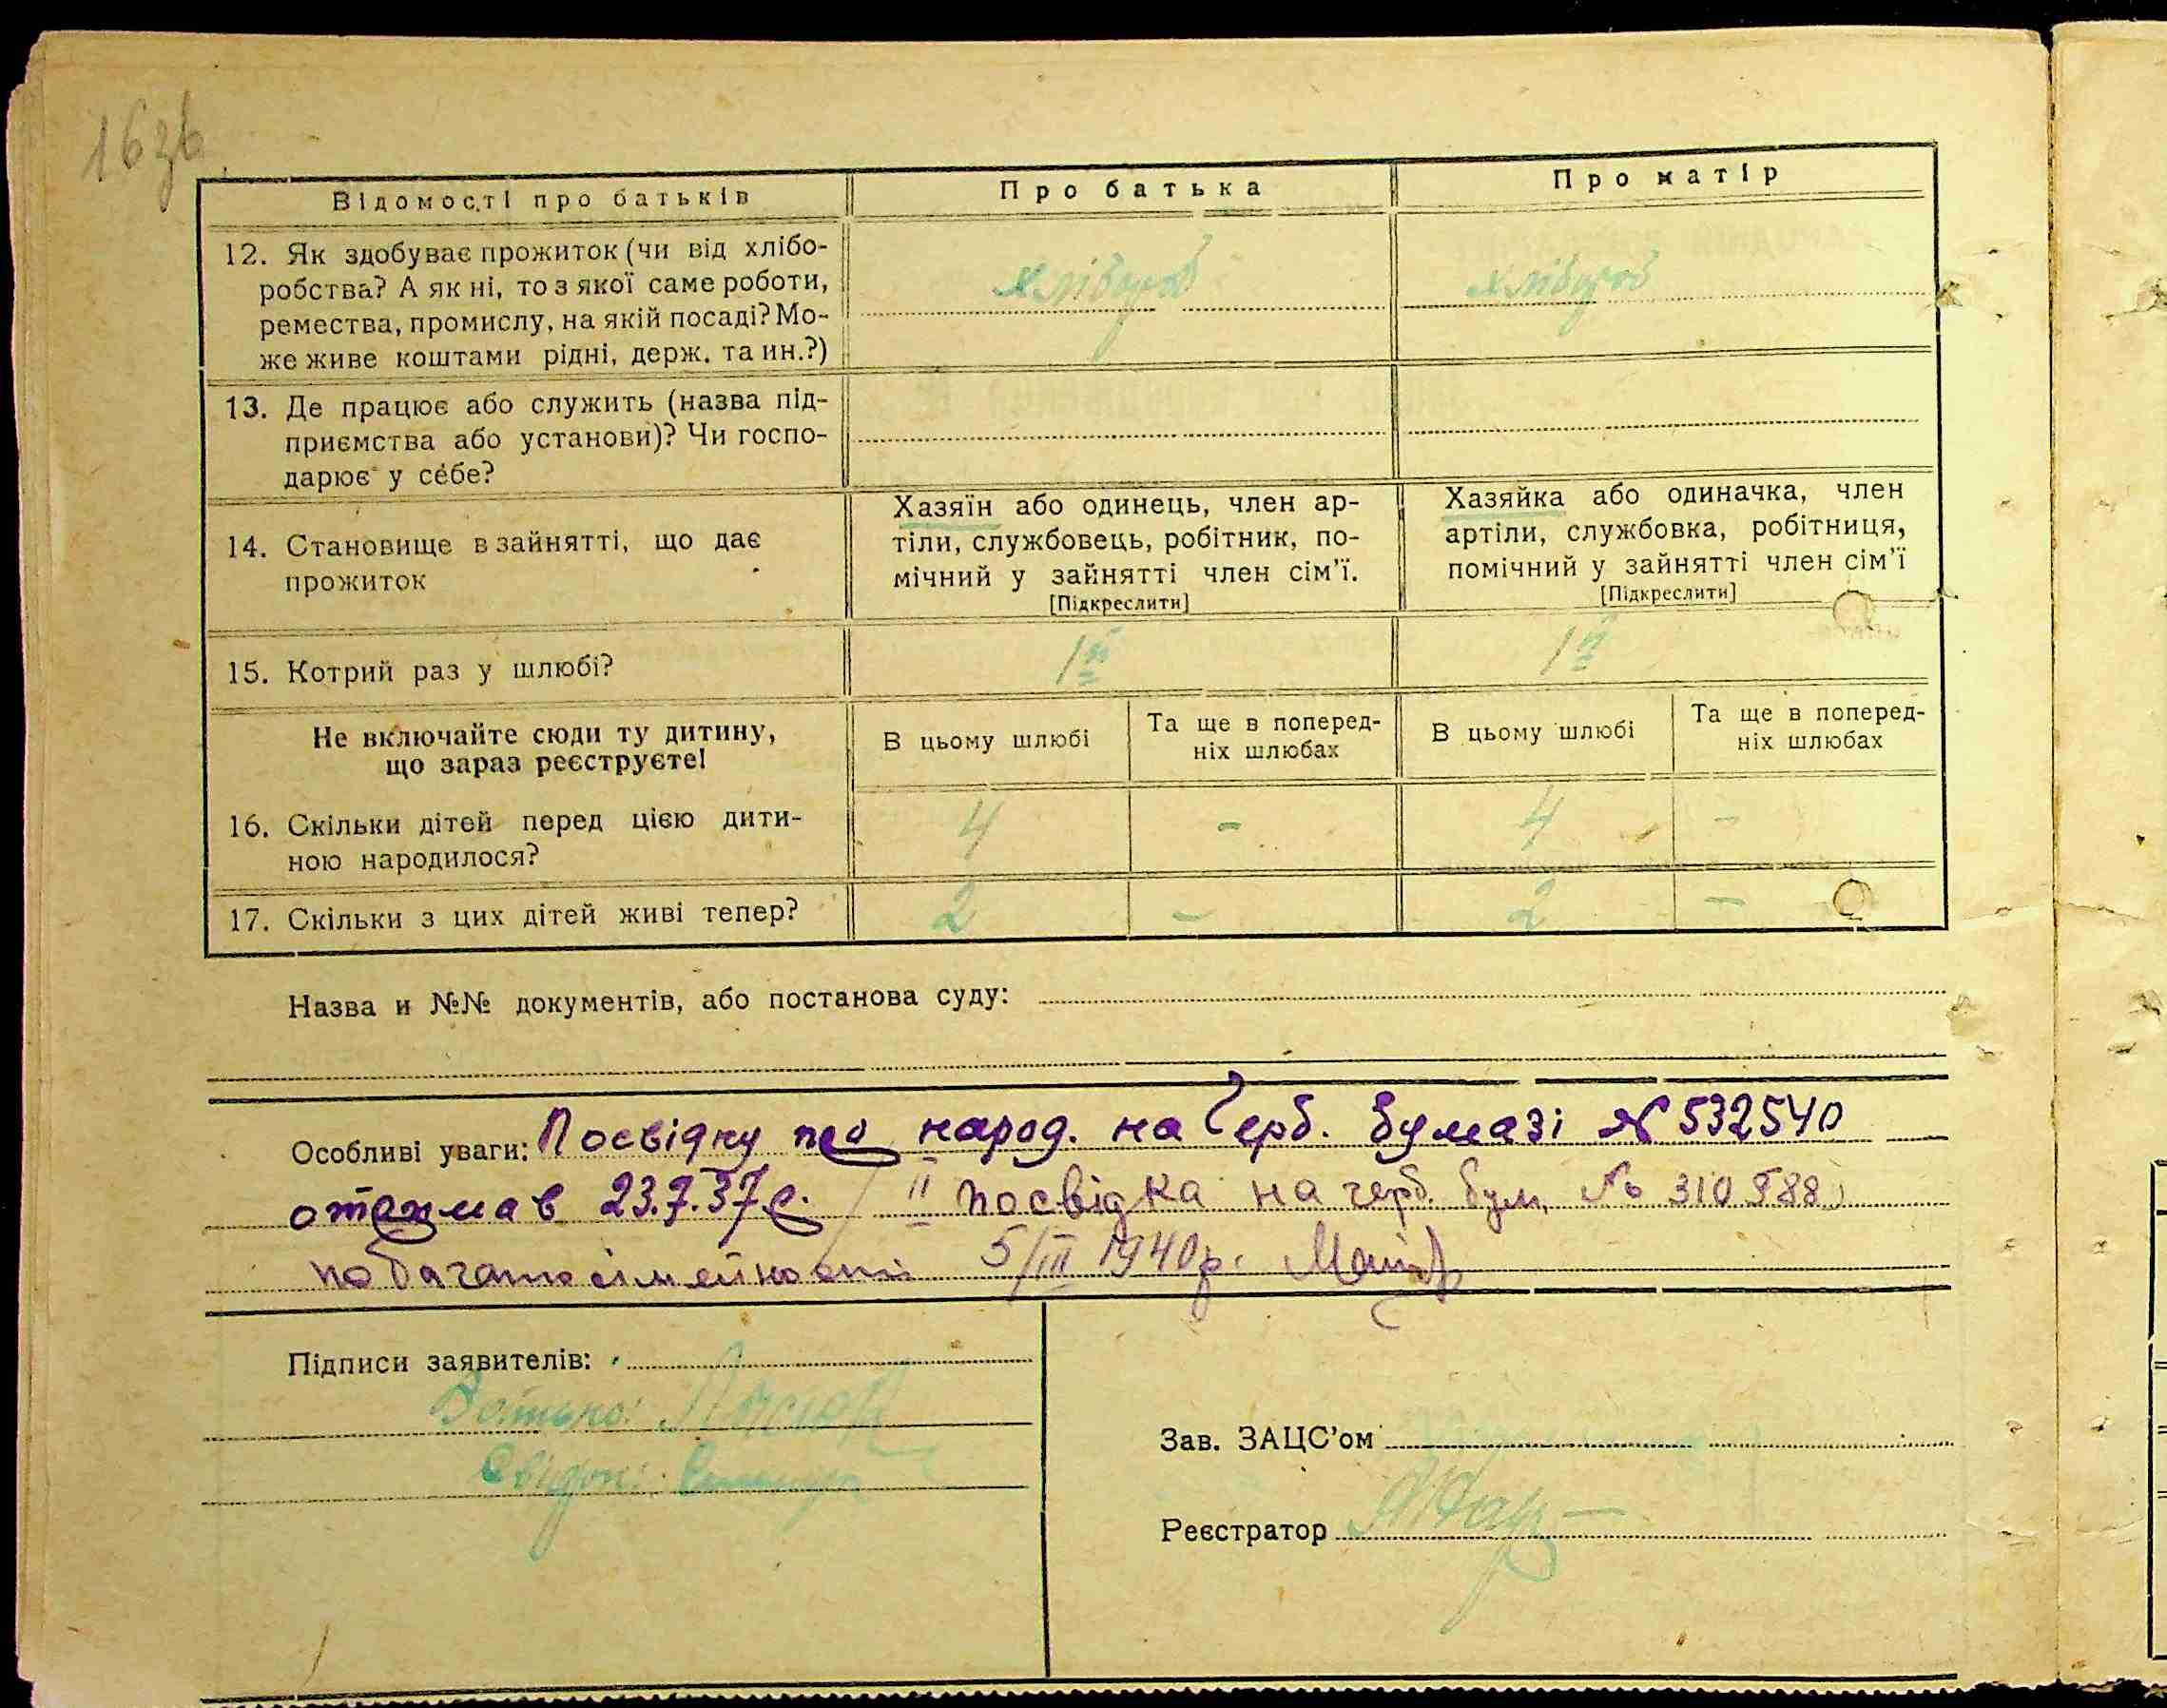 16зв
Відомості про батьків
Про батька
Про матір
12. Як здобуває прожиток (чи від хлібо-
робства? А як ні, то з якої саме роботи,
ремества, промислу, на якій посаді? Мо-
же живе коштами рідні, держ. та ин.?)
хлібороб
хлібороб
13. Де працює або служить (назва під-
приємства або установи)? Чи госпо-
дарює у себе?
14. Становище в зайнятті, що дає
прожиток
Хазяїн або одинець, член ар-
тіли, службовець, робітник, по-
мічний у зайнятті член сім'ї.
[Підкреслити]
Хазяйка або одиначка, член
артіли, службовка, робітниця,
помічний у зайнятті член сім'ї
[Підкреслити]
15. Котрий раз у шлюбі?
1й
1й
Не включайте сюди ту дитину,
що зараз реєструєте!
В цьому шлюбі
Та ще в поперед-
ніх шлюбах
В цьому шлюбі
Та ще в поперед-
ніх шлюбах
16. Скільки дітей перед цією дити-
ною народилося?
4 - 4 -
17. Скільки з цих дітей живі тепер?
2 - 2 -
Назва и №№ документів, або постанова суду:
Особливі уваги: Посвідку про народ. на герб. бумазі № 532540
отримав 23.7.37р. / II посвідка на герб. бум. №
по багатосімейности 5/III 1940р.
Підписи заявителів:
Батько:
Свідок:
Зав. ЗАЦС'ом
Реєстратор